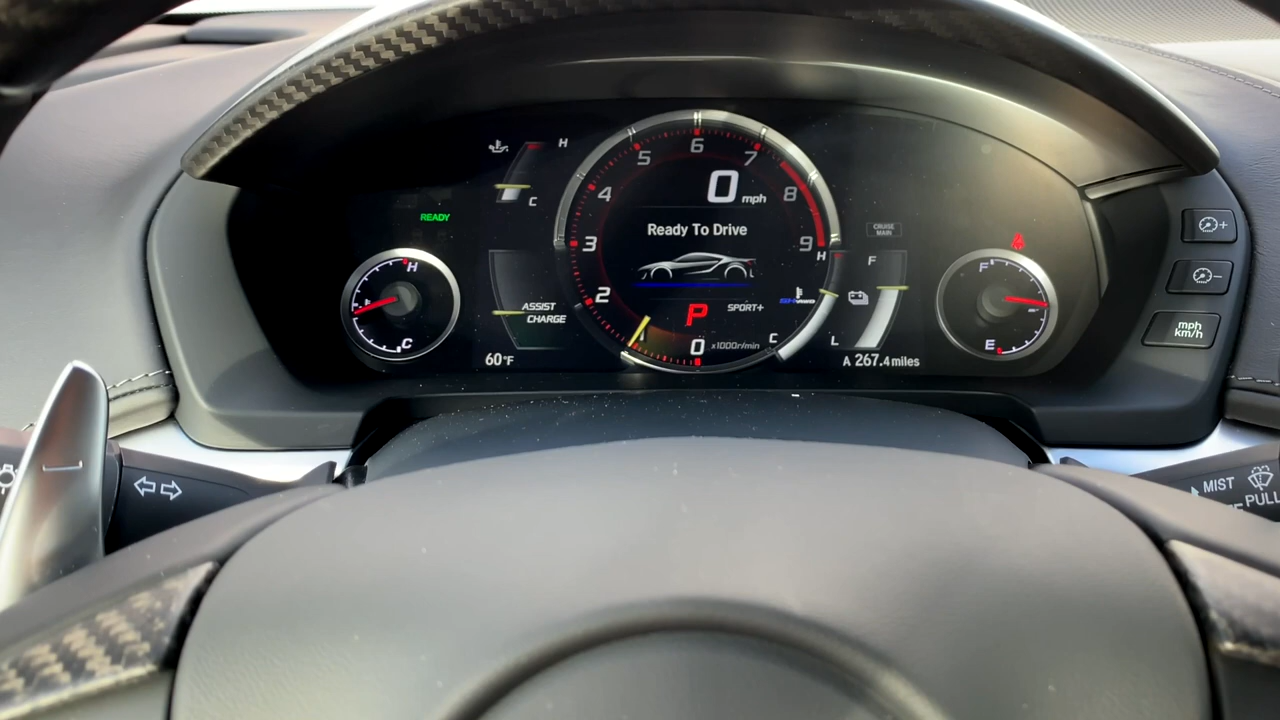 H
C
READY
H
C
ASSIST
CHARGE
60°F
H
C
0 1 2 3 4 5 6 7 8 9
0 mph
Ready To Drive
P
SPORT+
x1000r/min
CRUISE
MAIN
F
L
A 267.4 miles
F
E
+
−
mph
km/h
MIST
PULL